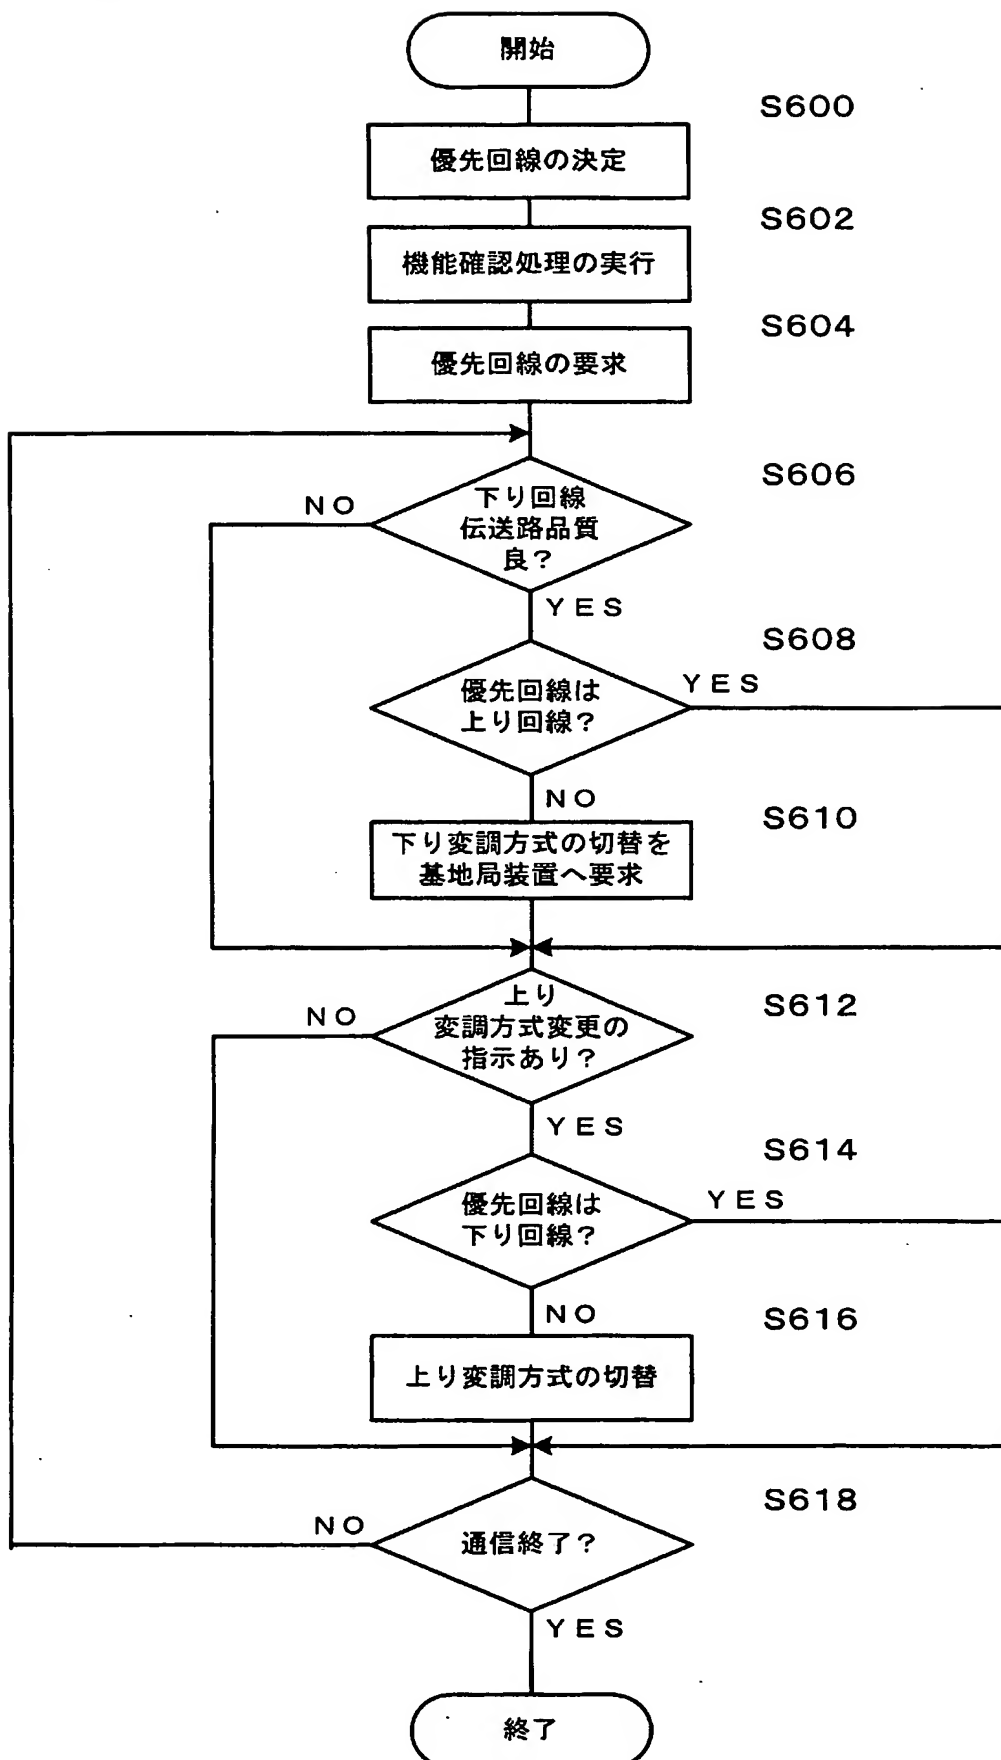 開始
S600
優先回線の決定
S602
機能確認処理の実行
S604
優先回線の要求
S606
NO
下り回線
伝送路品質
良？
YES
S608
優先回線は
上り回線？
YES
NO
S610
下り変調方式の切替を
基地局装置へ要求
S612
NO
上り
変調方式変更の
指示あり？
YES
S614
優先回線は
下り回線？
YES
NO
S616
上り変調方式の切替
S618
NO
通信終了？
YES
終了